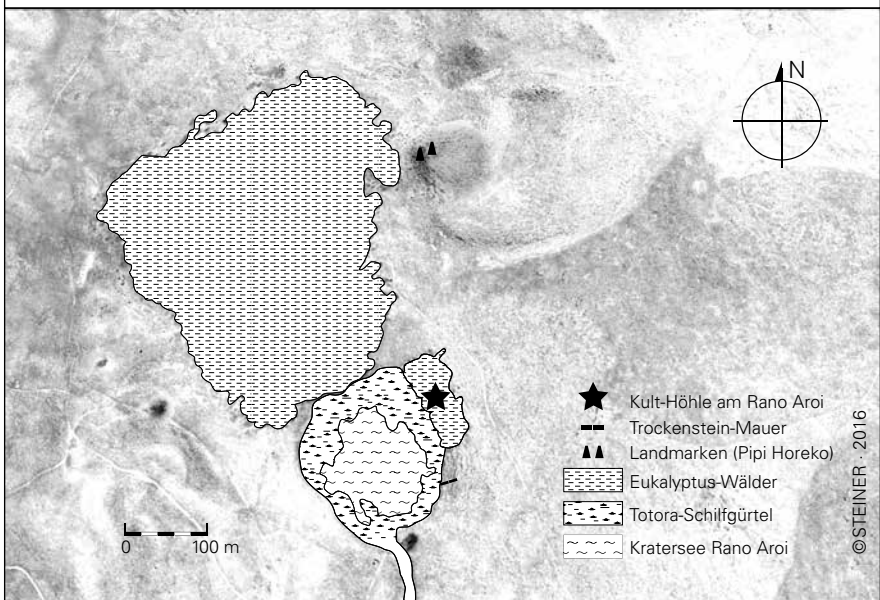 N
Kult-Höhle am Rano Aroi
Trockenstein-Mauer
Landmarken (Pipi Horeko)
Eukalyptus-Wälder
Totora-Schilfgürtel
Kratersee Rano Aroi
0 100 m
©STEINER · 2016